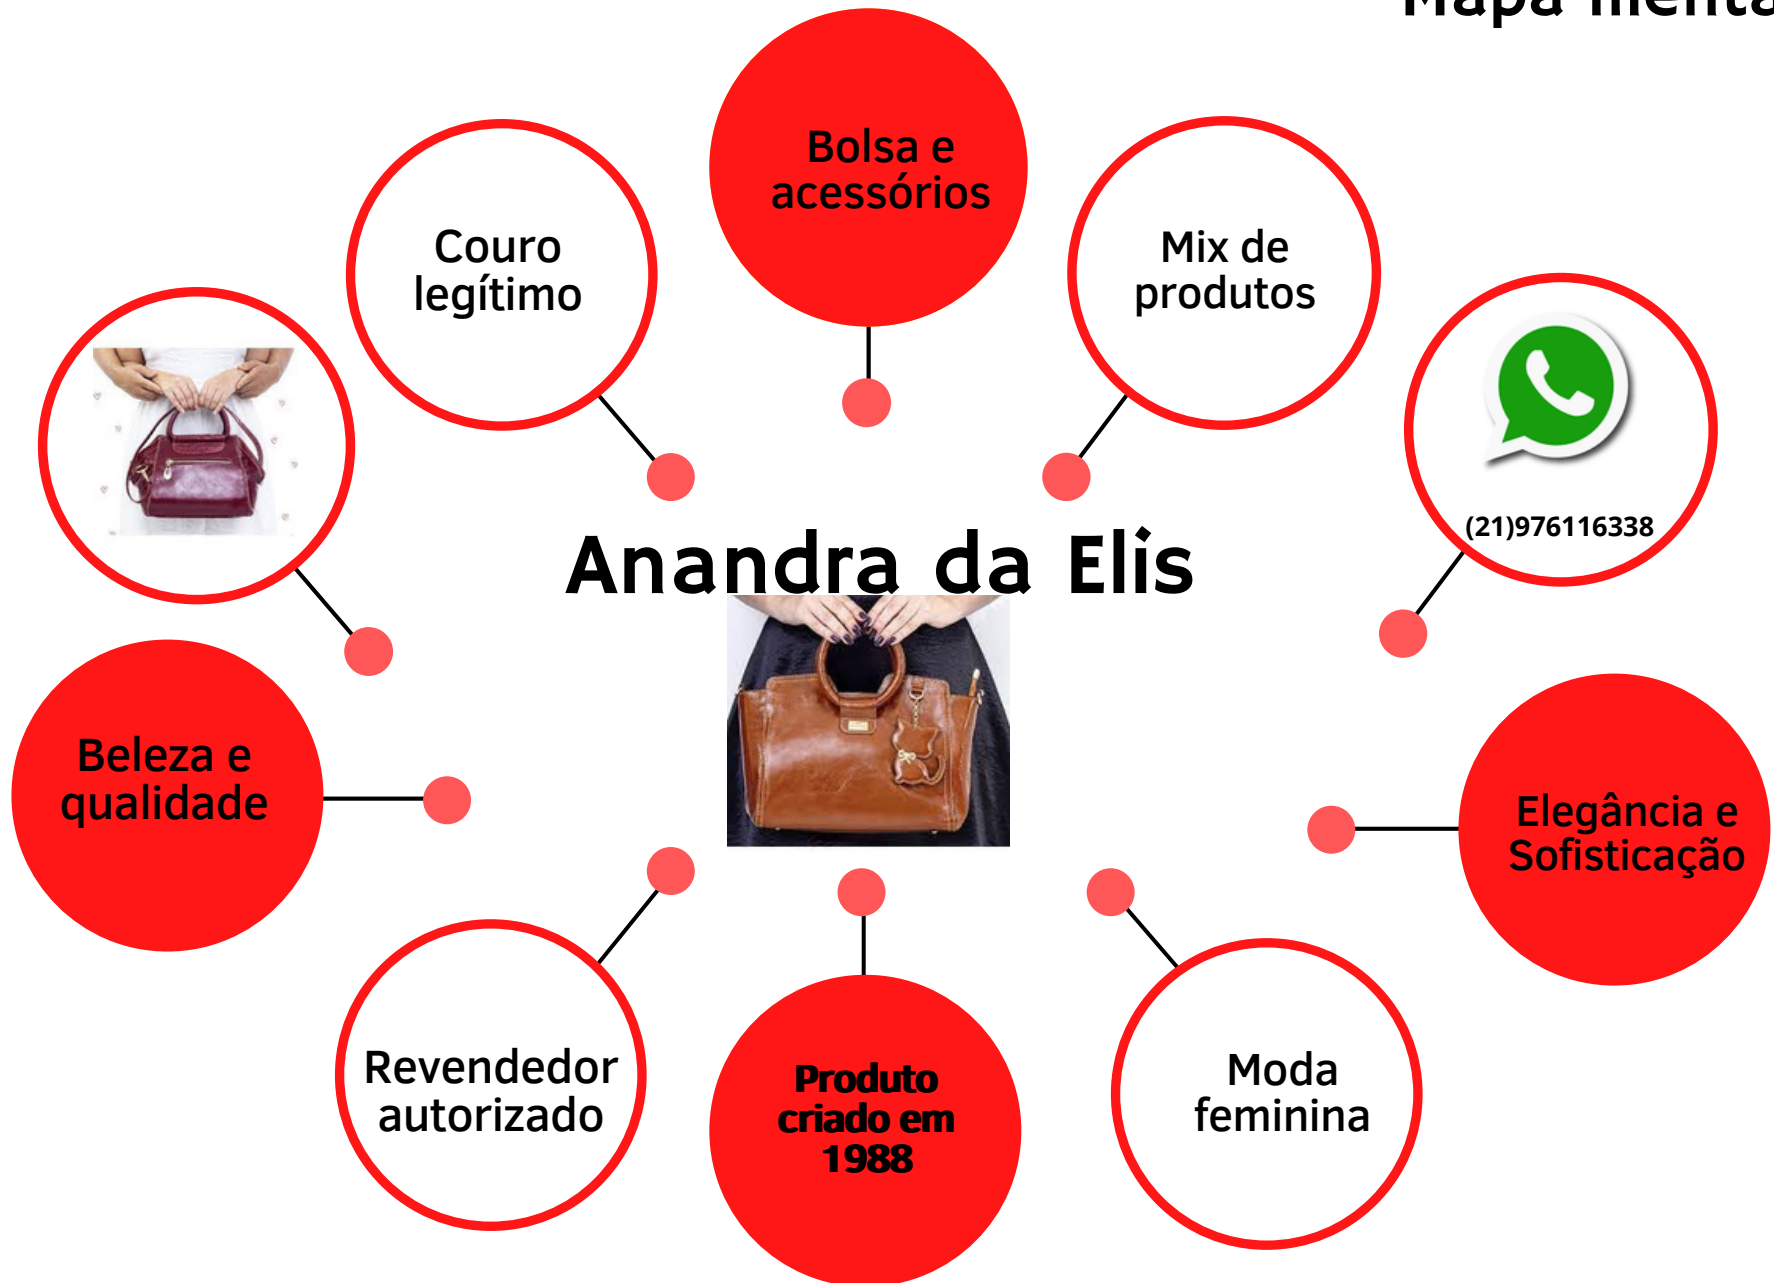 Mapa menta
Bolsa e
acessórios
Couro
legítimo
Mix de
produtos
(21)976116338
Anandra da Elis
Beleza e
qualidade
Elegância e
Sofisticação
Revendedor
autorizado
Produto
criado em
1988
Moda
feminina